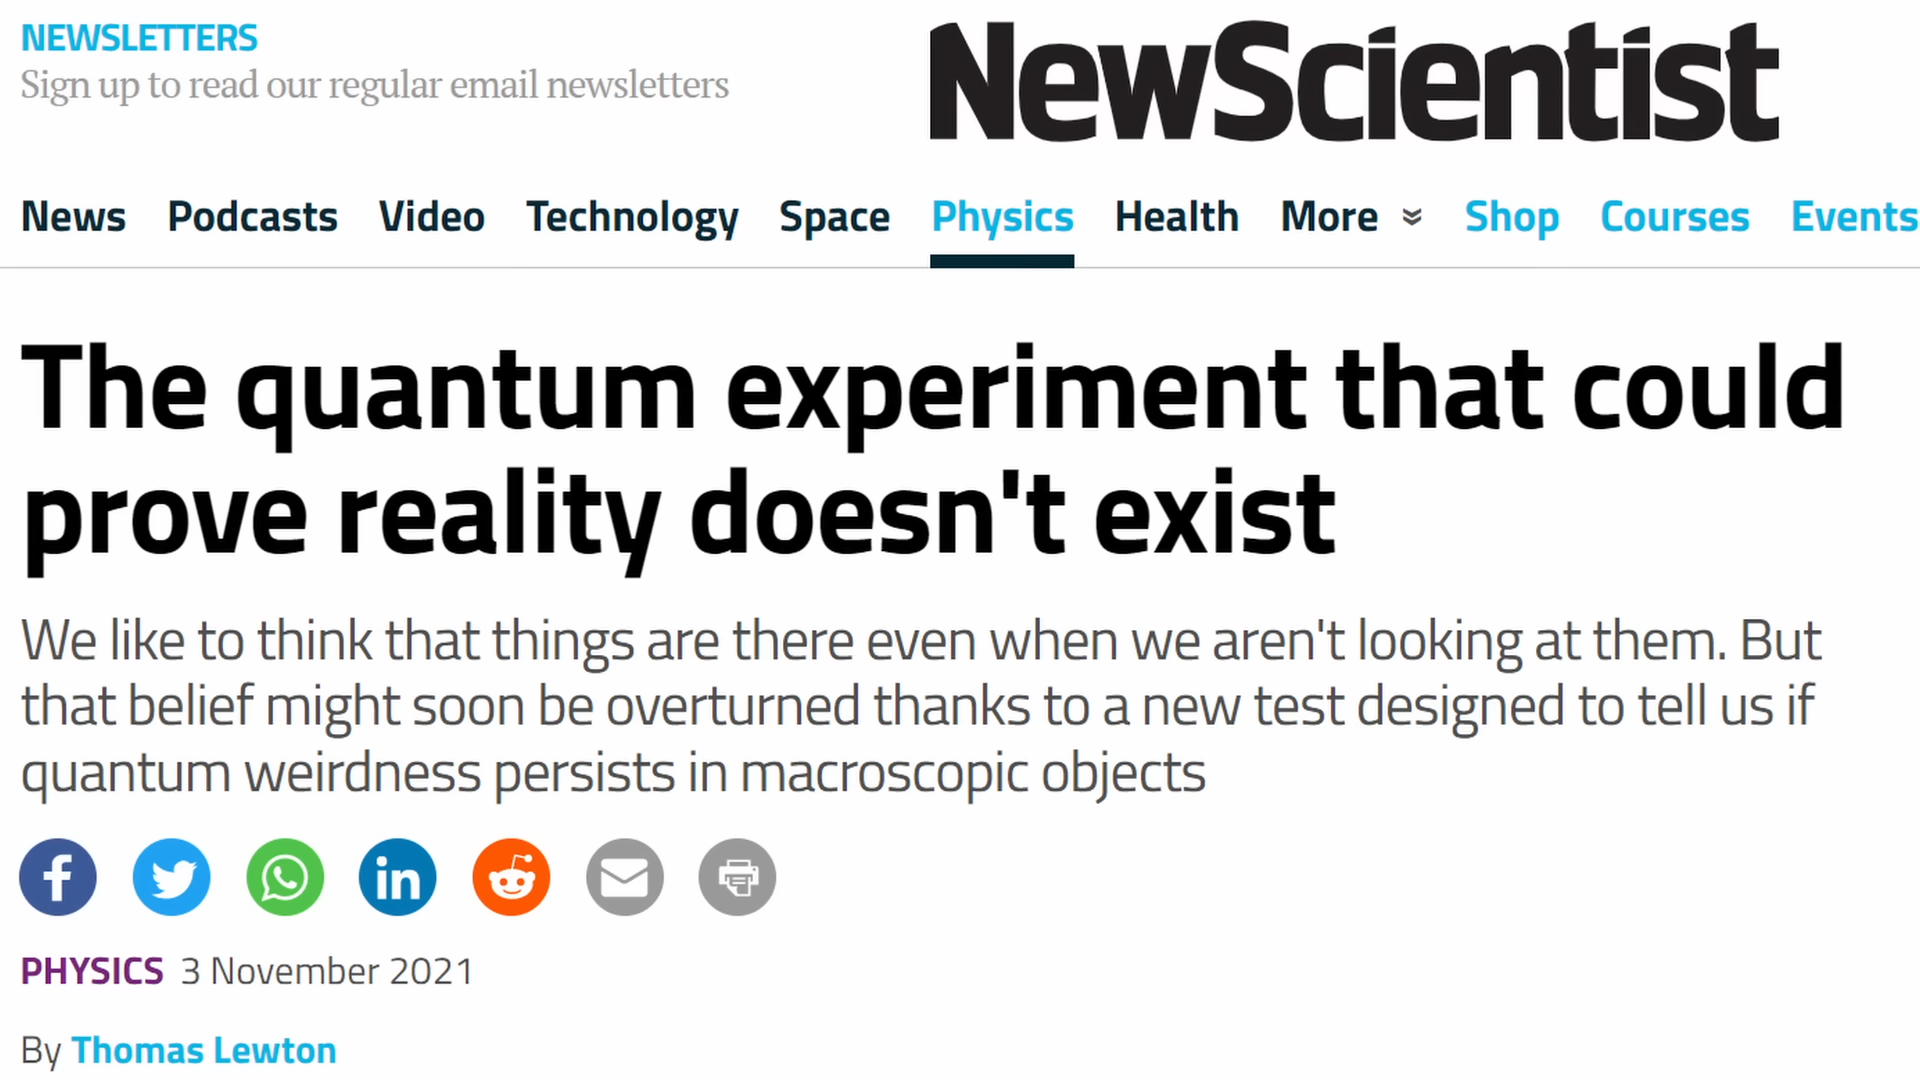 NEWSLETTERS
Sign up to read our regular email newsletters
NewScientist
News Podcasts Video Technology Space Physics Health More Shop Courses Events
The quantum experiment that could
prove reality doesn't exist
We like to think that things are there even when we aren't looking at them. But
that belief might soon be overturned thanks to a new test designed to tell us if
quantum weirdness persists in macroscopic objects
PHYSICS 3 November 2021
By Thomas Lewton